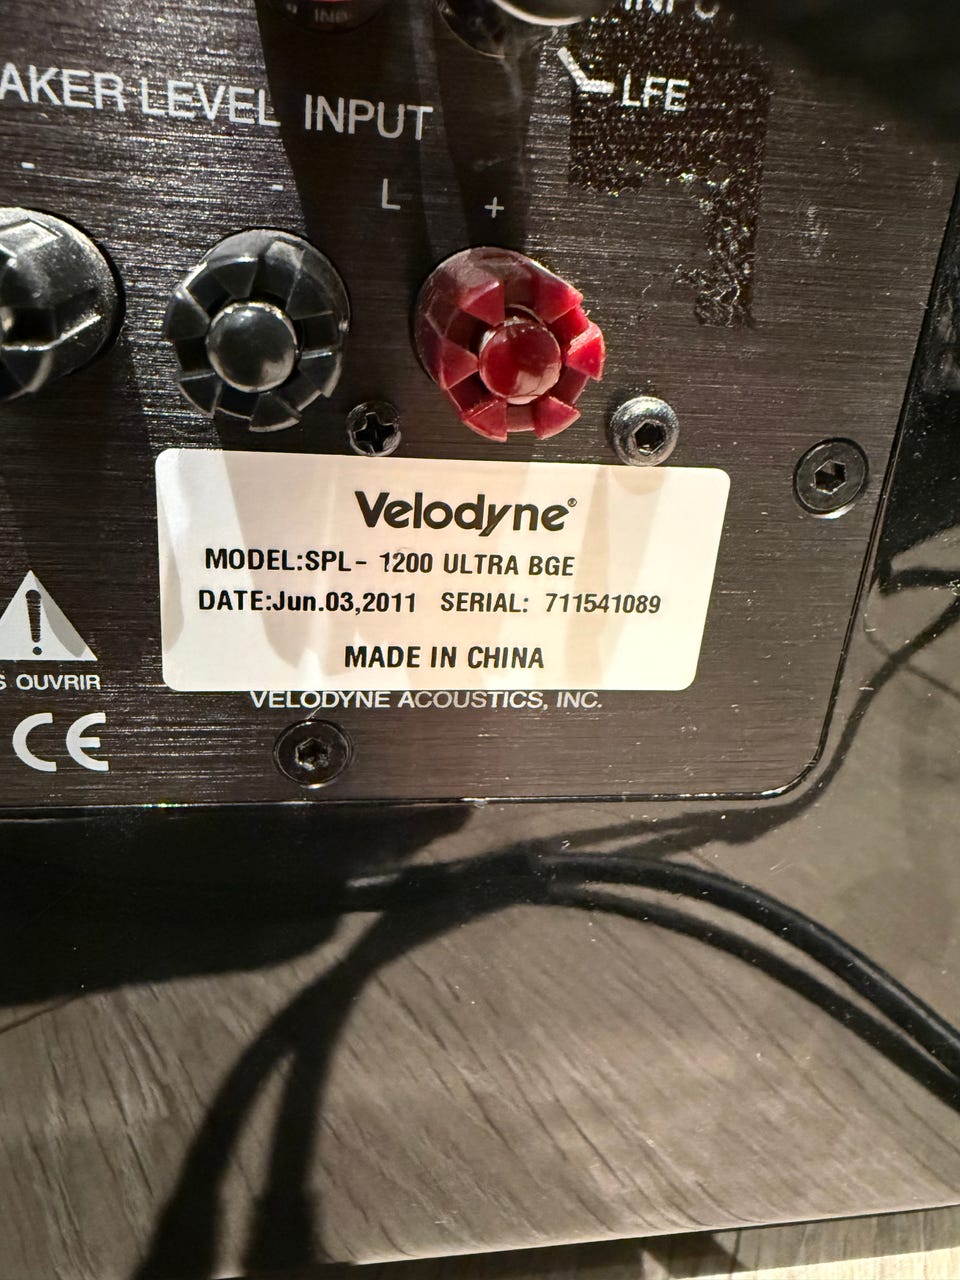 LFE
AKER LEVEL INPUT
-
- L +
Velodyne®
MODEL:SPL- 1200 ULTRA BGE
DATE:Jun.03,2011 SERIAL: 711541089
MADE IN CHINA
S OUVRIR
VELODYNE ACOUSTICS, INC.
CE